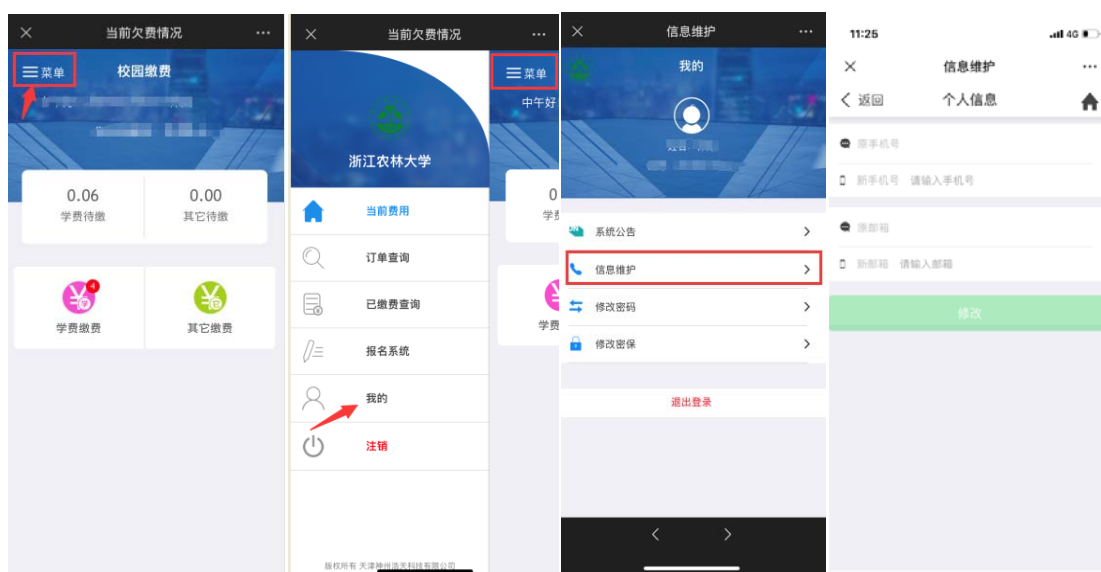 当前欠费情况
菜单
校园缴费
0.06
0.00
学费待缴
其它待缴
4
学费缴费
其它缴费
当前欠费情况
菜单
中午好
浙江农林大学
当前费用
订单查询
已缴费查询
报名系统
我的
注销
0
学费
学费
版权所有 天津神州浩天科技有限公司
信息维护
我的
系统公告
信息维护
修改密码
修改密保
退出登录
11:25
4G
信息维护
返回
个人信息
原手机号
新手机号 请输入手机号
原邮箱
新邮箱 请输入邮箱
修改